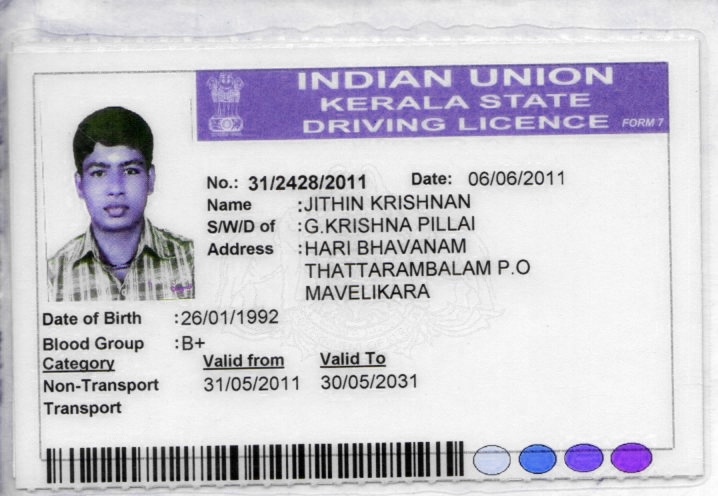 INDIAN UNION
KERALA STATE
DRIVING LICENCE FORM 7
No.: 31/2428/2011 Date: 06/06/2011
Name :JITHIN KRISHNAN
S/W/D of :G.KRISHNA PILLAI
Address :HARI BHAVANAM
THATTARAMBALAM P.O
MAVELIKARA
Date of Birth :26/01/1992
Blood Group :B+
Category Valid from Valid To
Non-Transport 31/05/2011 30/05/2031
Transport